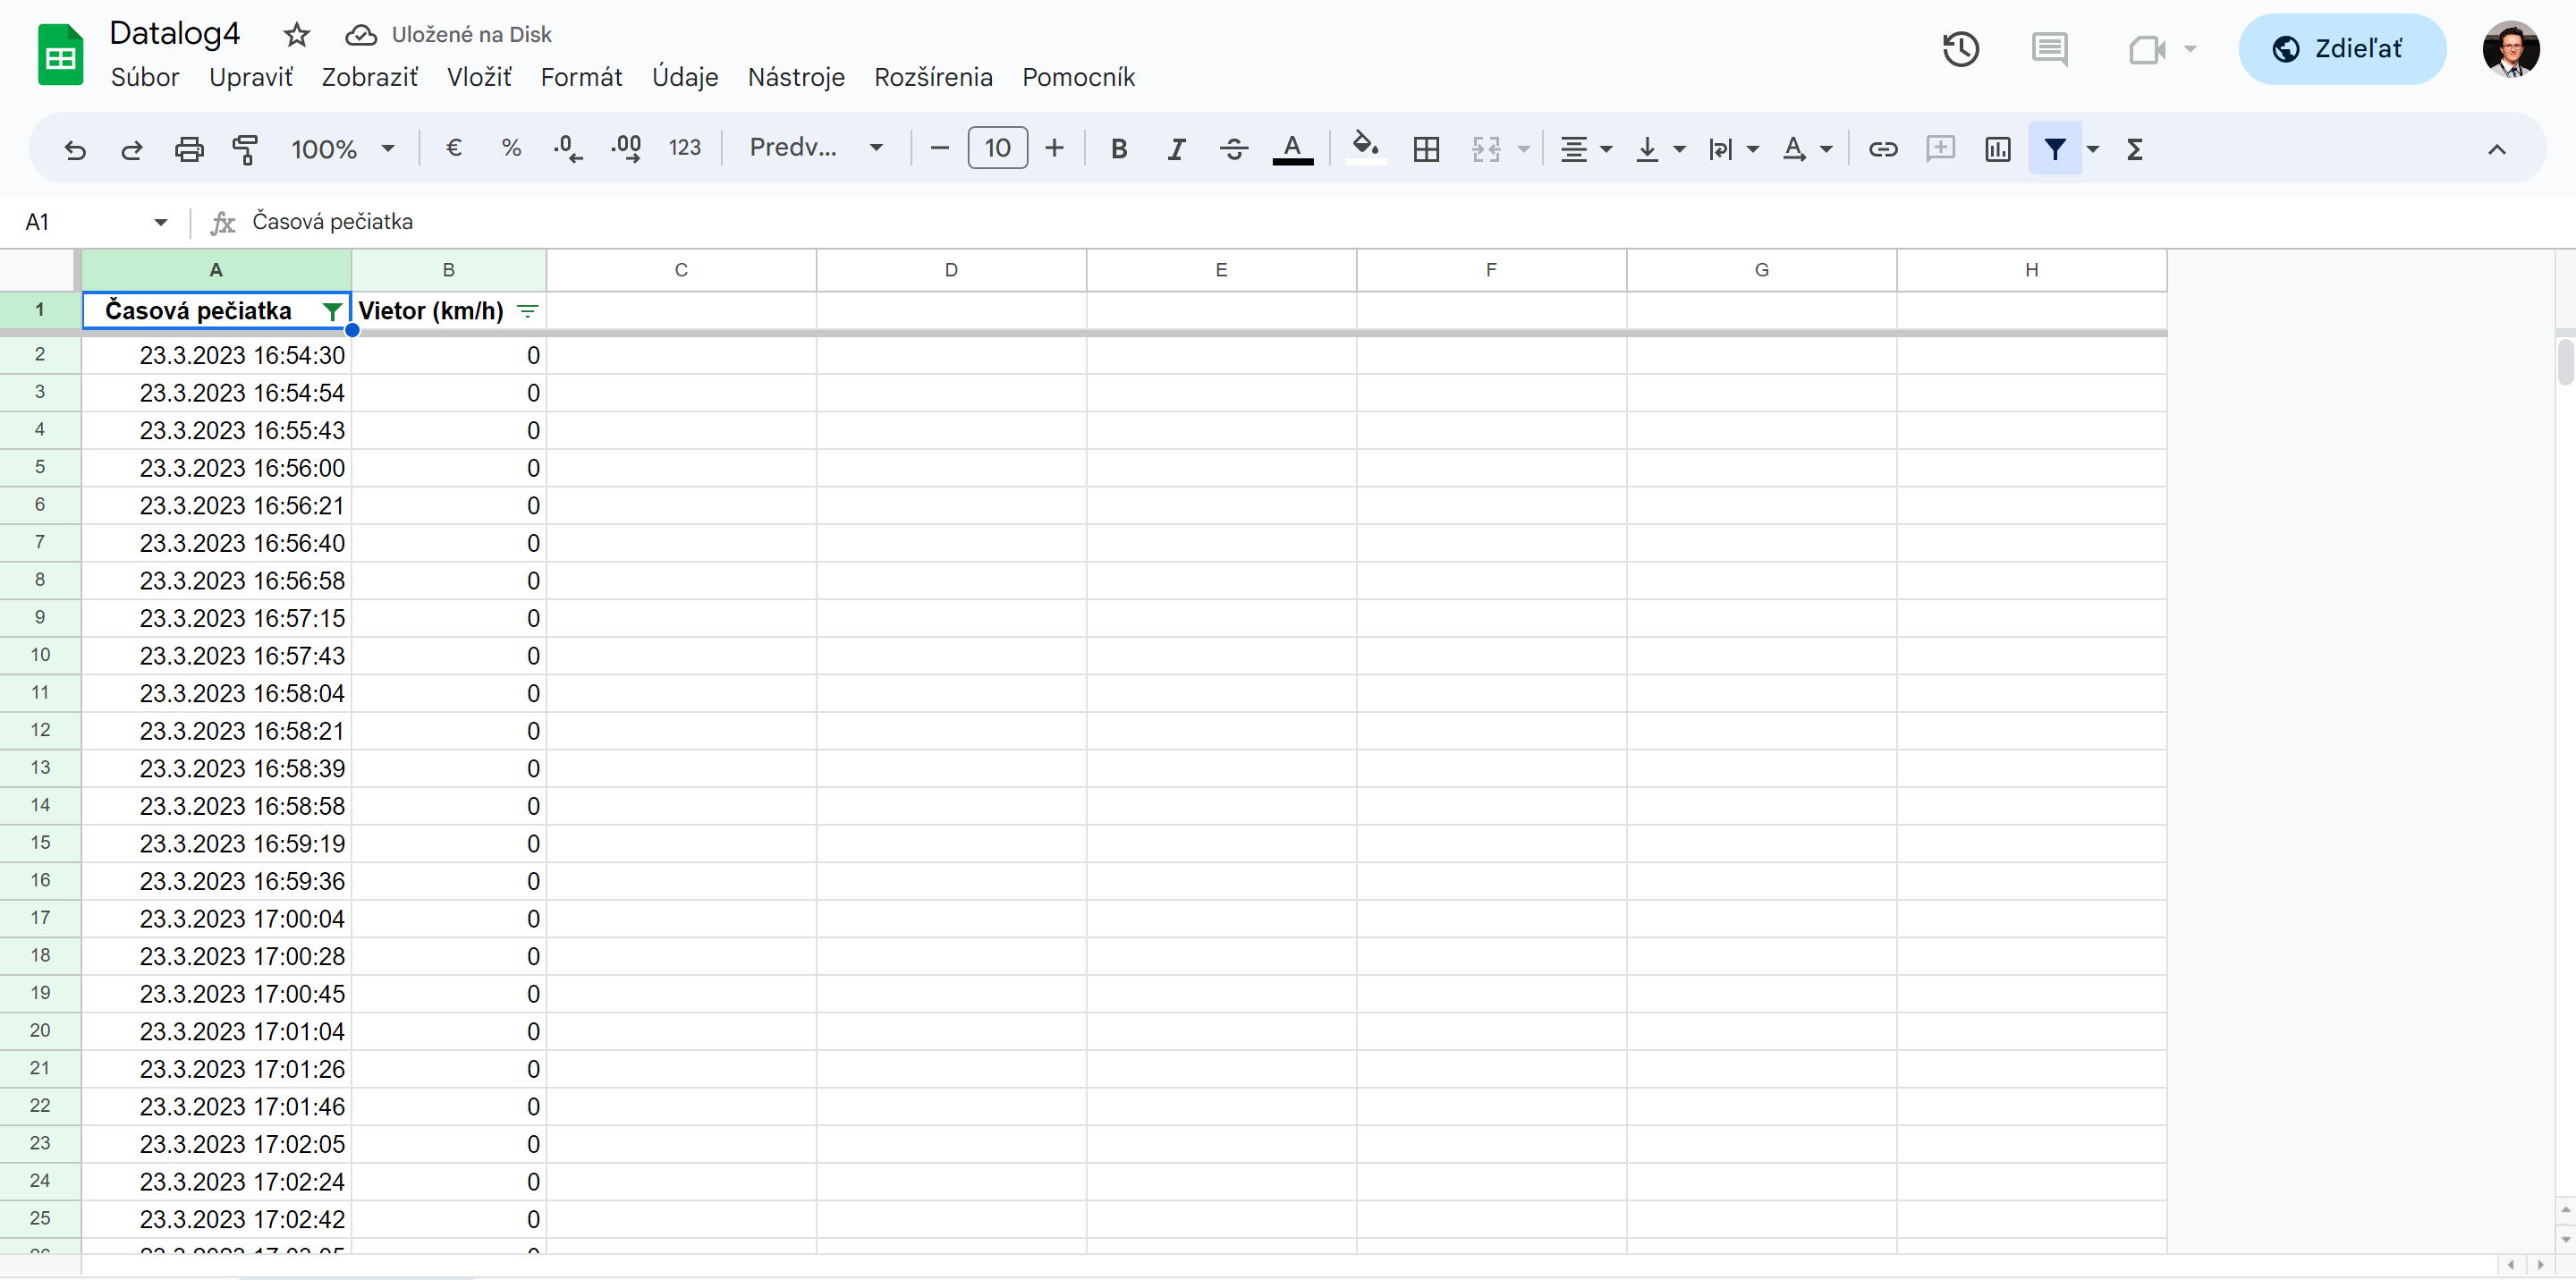 Datalog4 Uložené na Disk
Súbor Upraviť Zobraziť Vložiť Formát Údaje Nástroje Rozšírenia Pomocník
Zdieľať
100% € % .0 .00 123 Predv... 10 B I A A Σ
A1 fx Časová pečiatka
A B C D E F G H
1 Časová pečiatka Vietor (km/h)
2 23.3.2023 16:54:30 0
3 23.3.2023 16:54:54 0
4 23.3.2023 16:55:43 0
5 23.3.2023 16:56:00 0
6 23.3.2023 16:56:21 0
7 23.3.2023 16:56:40 0
8 23.3.2023 16:56:58 0
9 23.3.2023 16:57:15 0
10 23.3.2023 16:57:43 0
11 23.3.2023 16:58:04 0
12 23.3.2023 16:58:21 0
13 23.3.2023 16:58:39 0
14 23.3.2023 16:58:58 0
15 23.3.2023 16:59:19 0
16 23.3.2023 16:59:36 0
17 23.3.2023 17:00:04 0
18 23.3.2023 17:00:28 0
19 23.3.2023 17:00:45 0
20 23.3.2023 17:01:04 0
21 23.3.2023 17:01:26 0
22 23.3.2023 17:01:46 0
23 23.3.2023 17:02:05 0
24 23.3.2023 17:02:24 0
25 23.3.2023 17:02:42 0